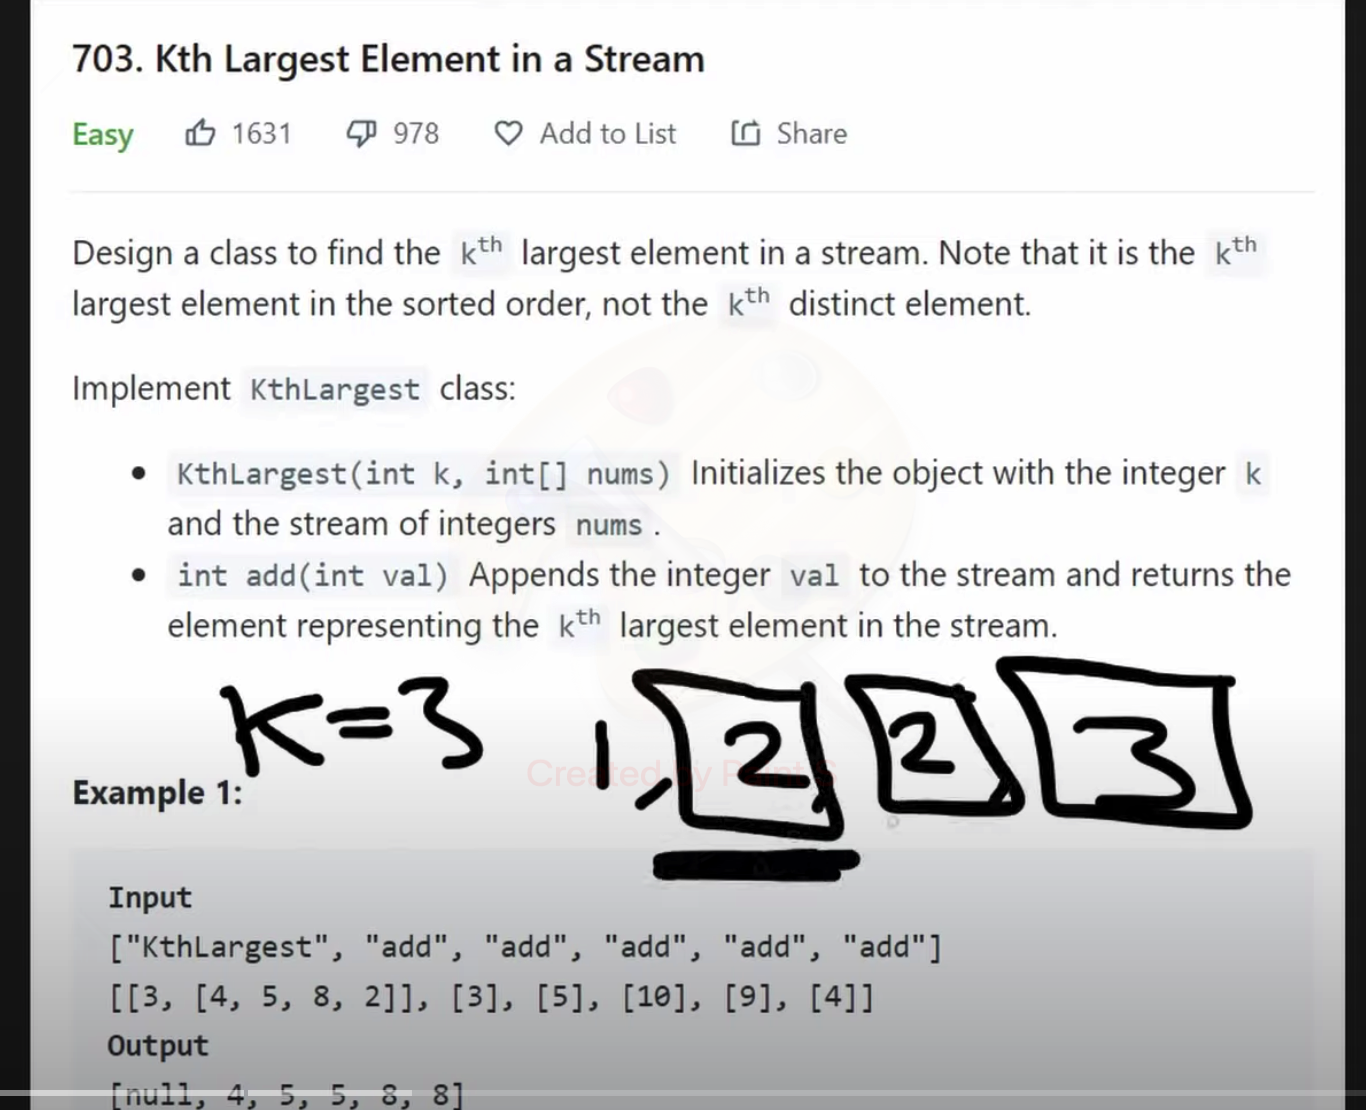 703. Kth Largest Element in a Stream
Easy 1631 978 Add to List Share
Design a class to find the kth largest element in a stream. Note that it is the kth
largest element in the sorted order, not the kth distinct element.
Implement KthLargest class:
• KthLargest(int k, int[] nums) Initializes the object with the integer k
and the stream of integers nums .
• int add(int val) Appends the integer val to the stream and returns the
element representing the kth largest element in the stream.
K=3 1, 2, 2, 3
Created by Paint S
Example 1:
Input
["KthLargest", "add", "add", "add", "add", "add"]
[[3, [4, 5, 8, 2]], [3], [5], [10], [9], [4]]
Output
[null, 4, 5, 5, 8, 8]